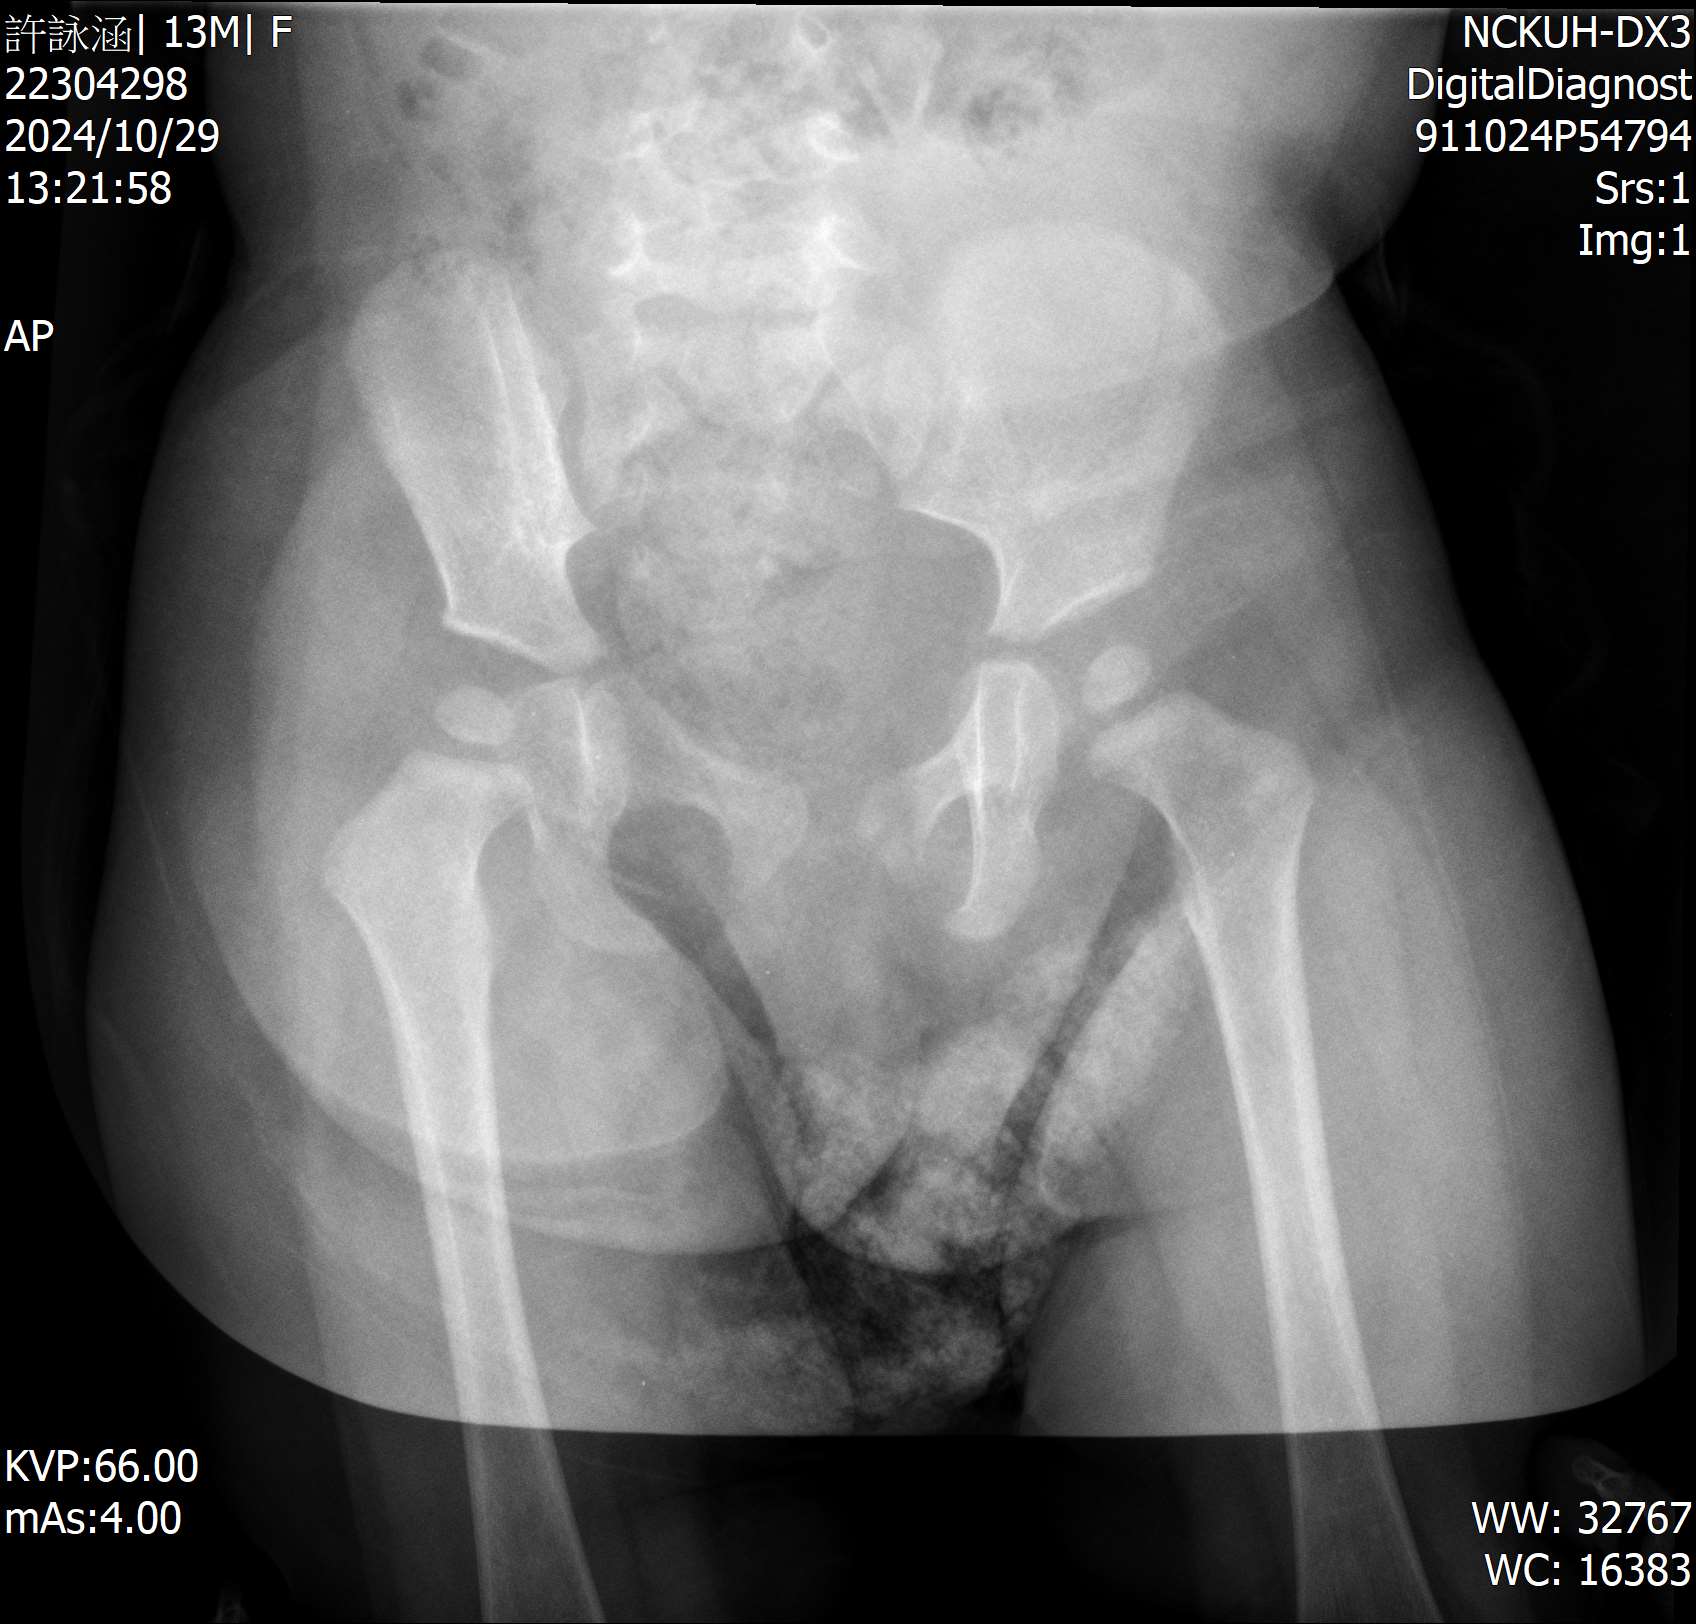 許詠涵| 13M| F
22304298
2024/10/29
13:21:58
AP
NCKUH-DX3
DigitalDiagnost
911024P54794
Srs:1
Img:1
KVP:66.00
mAs:4.00
WW: 32767
WC: 16383